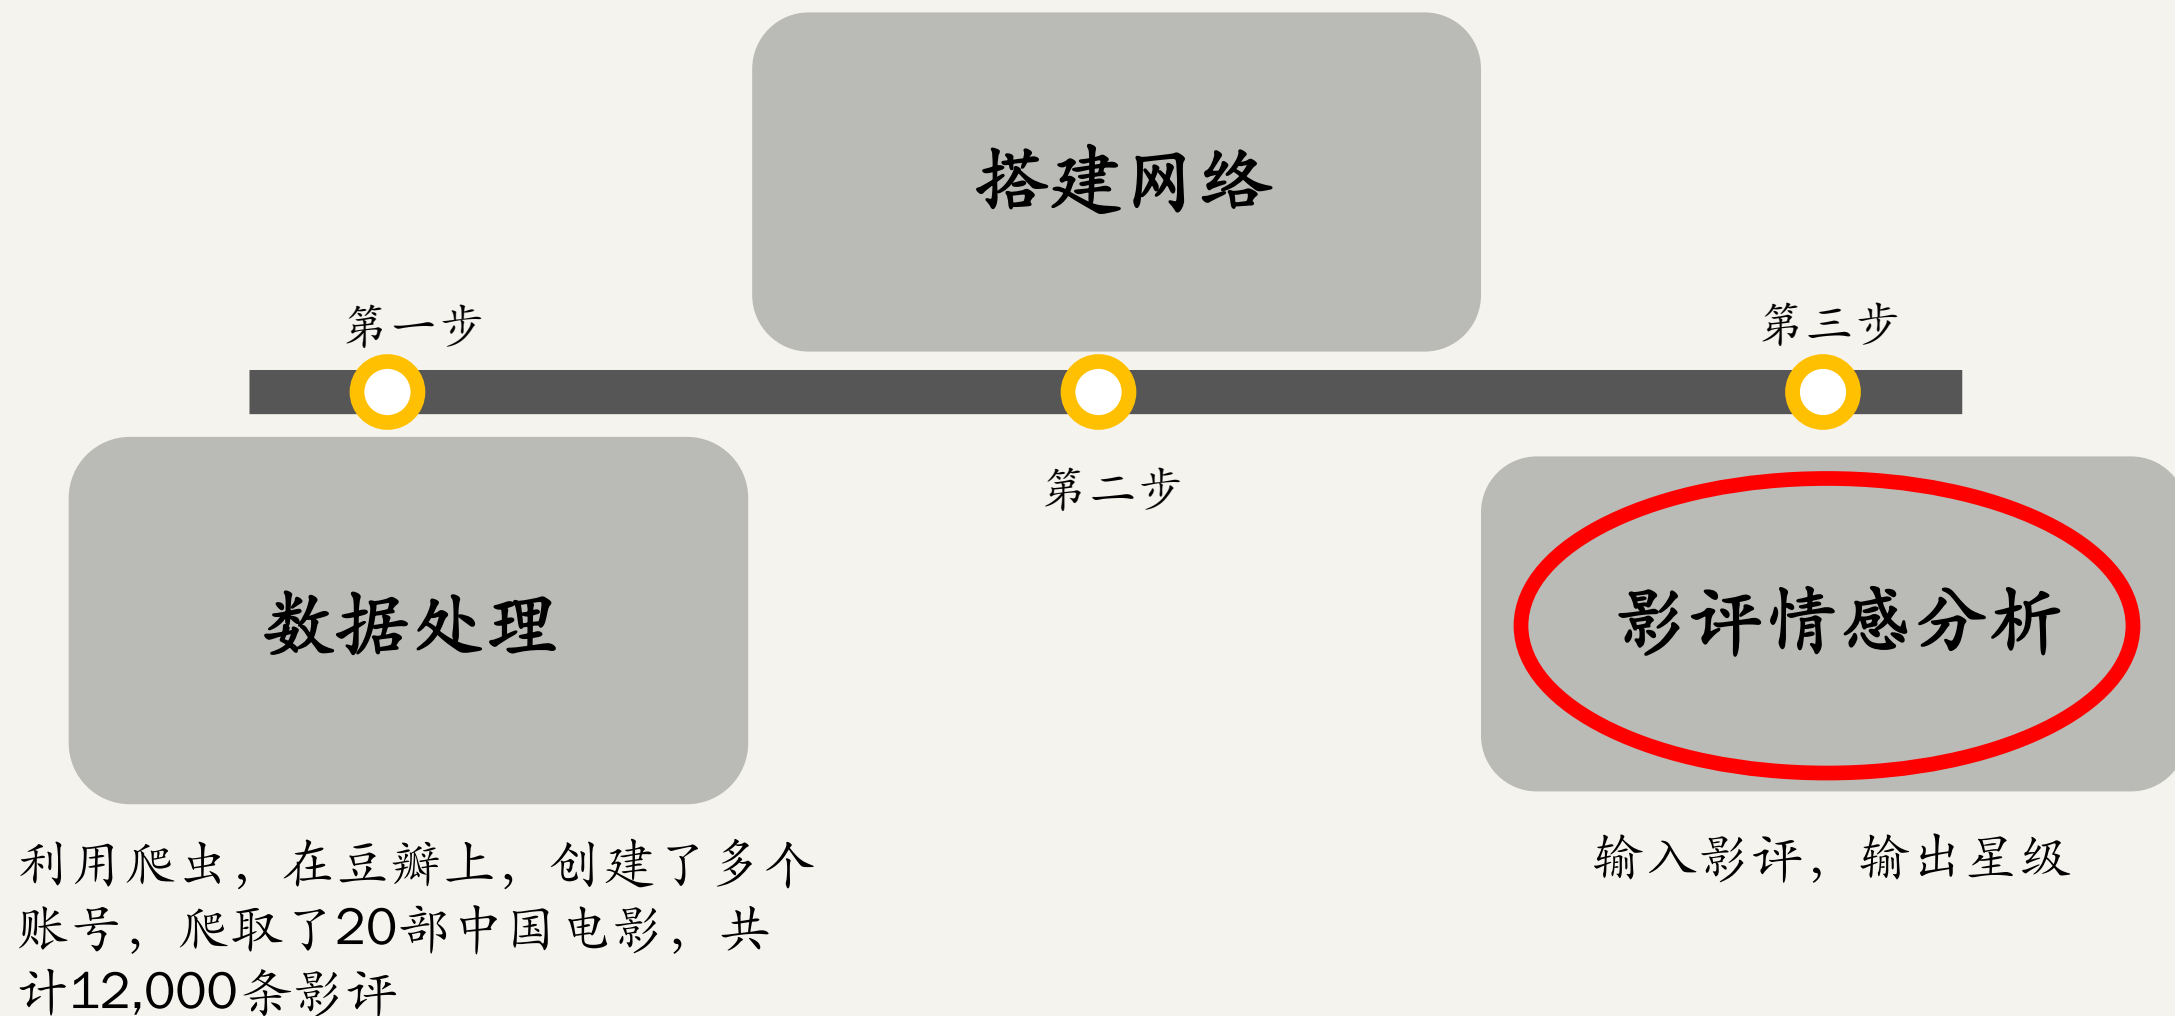 搭建网络
第一步
第三步
第二步
数据处理
影评情感分析
利用爬虫，在豆瓣上，创建了多个
账号，爬取了20部中国电影，共
计12,000条影评
输入影评，输出星级